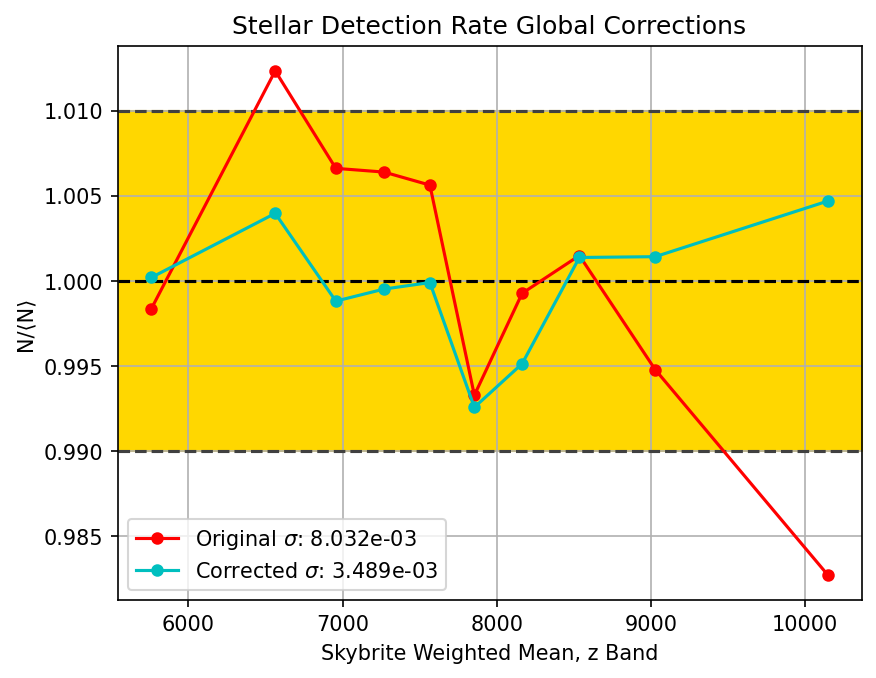 Stellar Detection Rate Global Corrections
N/⟨N⟩
1.010
1.005
1.000
0.995
0.990
0.985
Original σ: 8.032e-03
Corrected σ: 3.489e-03
6000 7000 8000 9000 10000
Skybrite Weighted Mean, z Band